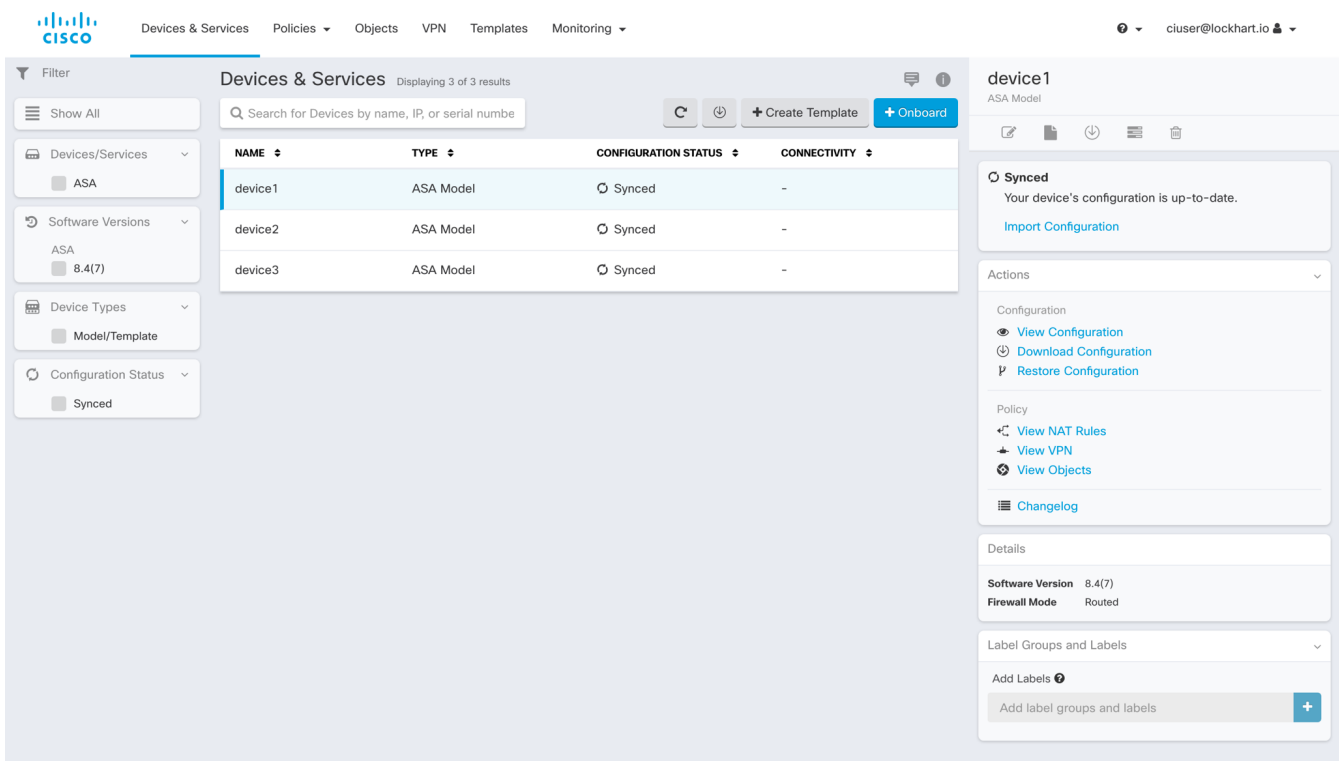 CISCO
Devices & Services Policies Objects VPN Templates Monitoring
ciuser@lockhart.io
Filter
Show All
Devices/Services
ASA
Software Versions
ASA
8.4(7)
Device Types
Model/Template
Configuration Status
Synced
Devices & Services Displaying 3 of 3 results
Search for Devices by name, IP, or serial numbe
Create Template
Onboard
NAME TYPE CONFIGURATION STATUS CONNECTIVITY
device1 ASA Model Synced -
device2 ASA Model Synced -
device3 ASA Model Synced -
device1
ASA Model
Synced
Your device's configuration is up-to-date.
Import Configuration
Actions
Configuration
View Configuration
Download Configuration
Restore Configuration
Policy
View NAT Rules
View VPN
View Objects
Changelog
Details
Software Version 8.4(7)
Firewall Mode Routed
Label Groups and Labels
Add Labels
Add label groups and labels